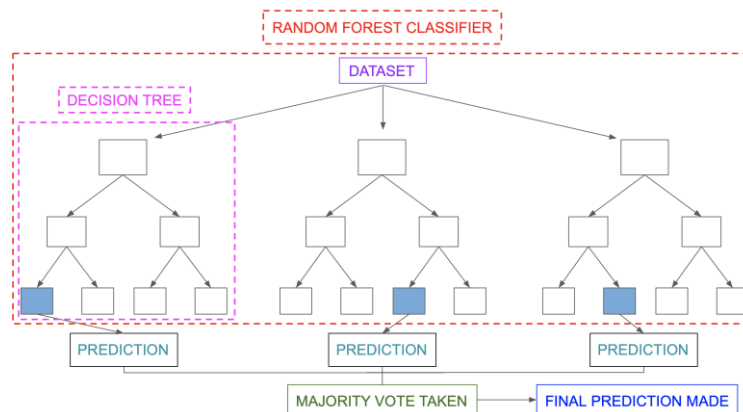 RANDOM FOREST CLASSIFIER
DATASET
DECISION TREE
PREDICTION
PREDICTION
PREDICTION
MAJORITY VOTE TAKEN
FINAL PREDICTION MADE